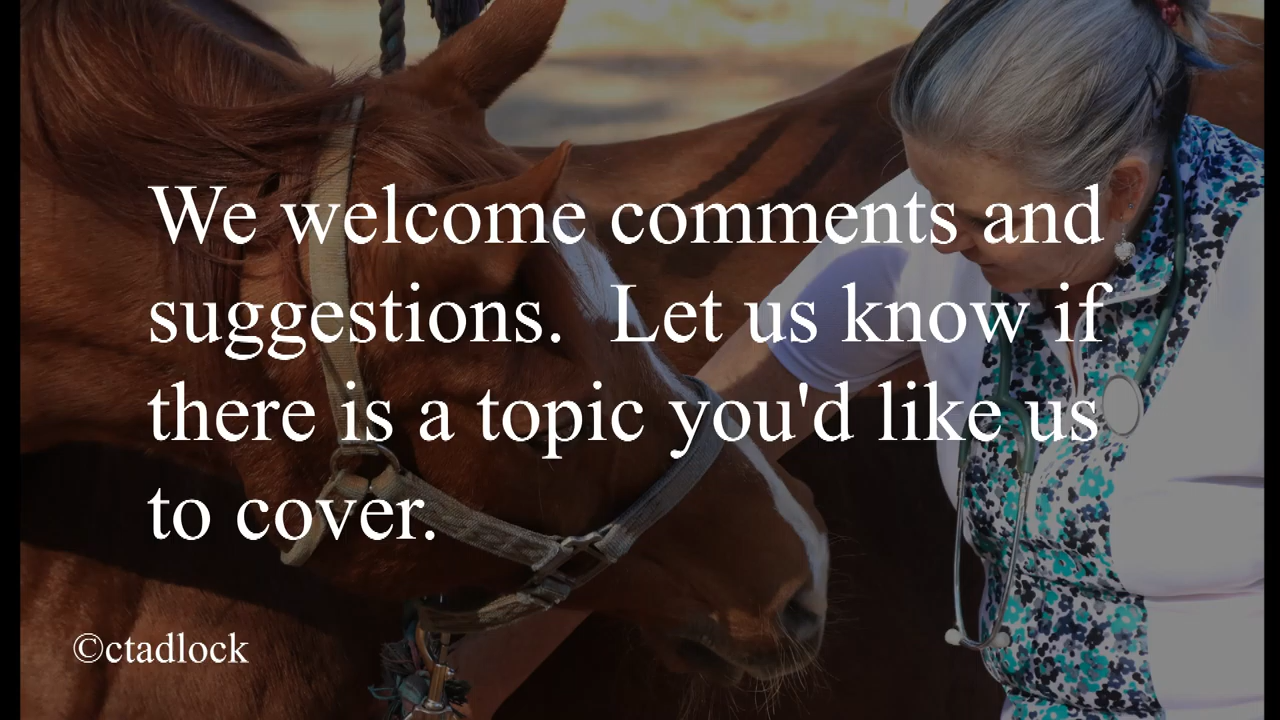 We welcome comments and
suggestions.  Let us know if
there is a topic you'd like us
to cover.
©ctadlock